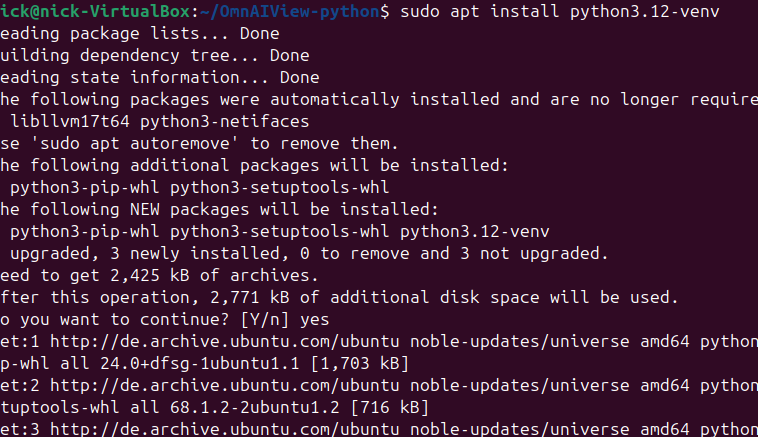 ick@nick-VirtualBox:~/OmnAIView-python$ sudo apt install python3.12-venv
eading package lists... Done
uilding dependency tree... Done
eading state information... Done
he following packages were automatically installed and are no longer require
libllvm17t64 python3-netifaces
se 'sudo apt autoremove' to remove them.
he following additional packages will be installed:
python3-pip-whl python3-setuptools-whl
he following NEW packages will be installed:
python3-pip-whl python3-setuptools-whl python3.12-venv
upgraded, 3 newly installed, 0 to remove and 3 not upgraded.
eed to get 2,425 kB of archives.
fter this operation, 2,771 kB of additional disk space will be used.
o you want to continue? [Y/n] yes
et:1 http://de.archive.ubuntu.com/ubuntu noble-updates/universe amd64 python
p-whl all 24.0+dfsg-1ubuntu1.1 [1,703 kB]
et:2 http://de.archive.ubuntu.com/ubuntu noble-updates/universe amd64 python
tuptools-whl all 68.1.2-2ubuntu1.2 [716 kB]
et:3 http://de.archive.ubuntu.com/ubuntu noble-updates/universe amd64 python